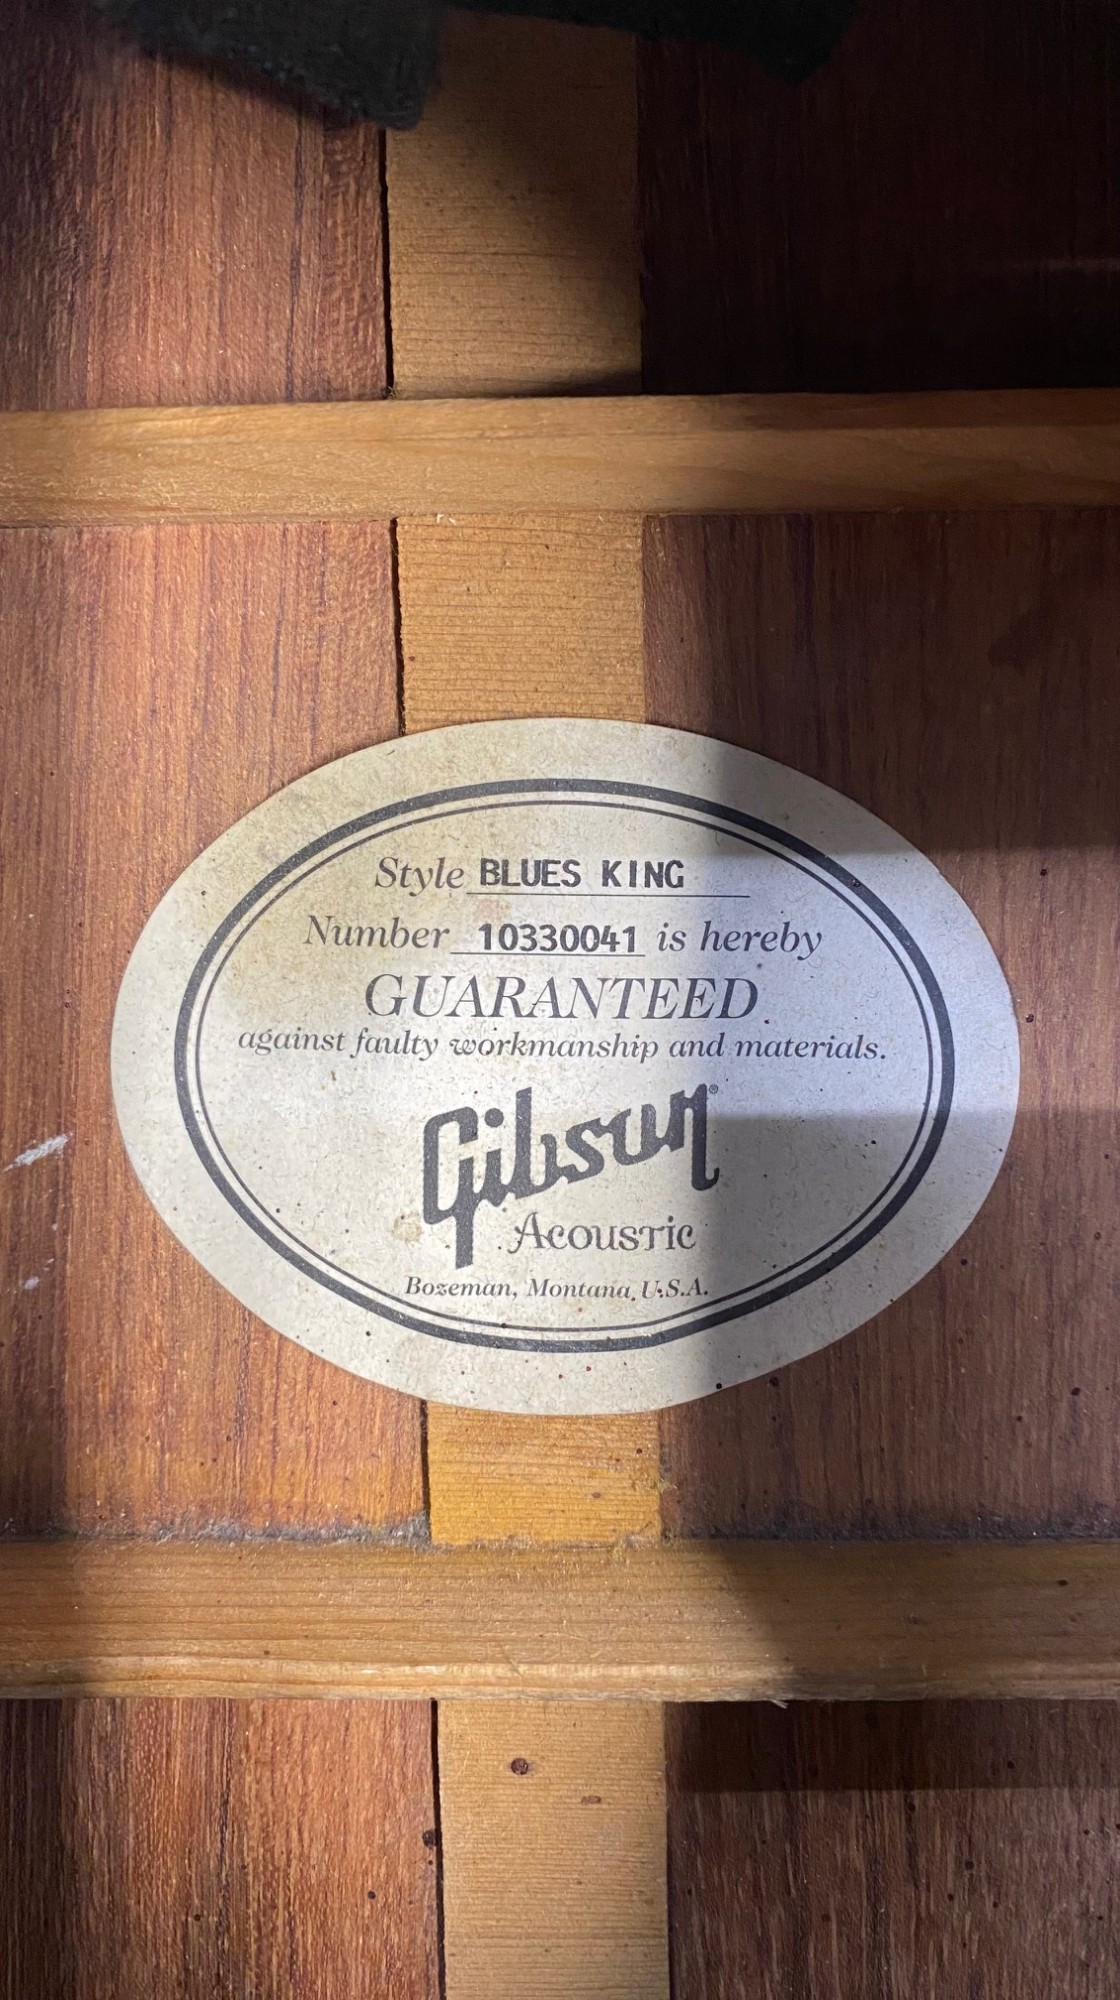 Style BLUES KING
Number 10330041 is hereby
GUARANTEED
against faulty workmanship and materials.
Gibson®
Acoustic
Bozeman, Montana U.S.A.